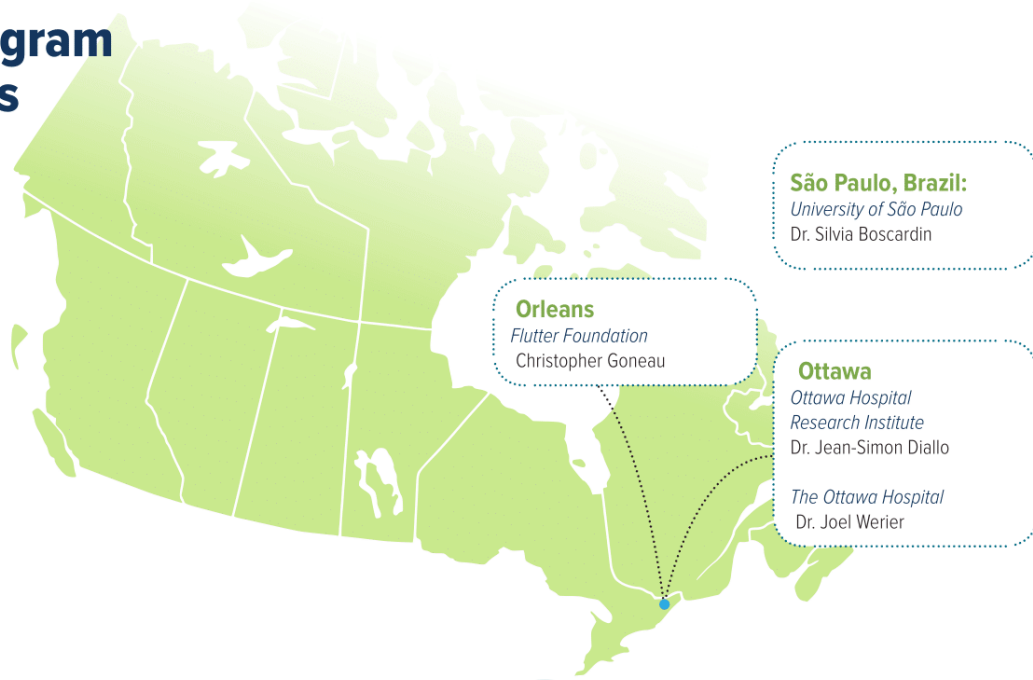 gram
s
São Paulo, Brazil:
University of São Paulo
Dr. Silvia Boscardin
Orleans
Flutter Foundation
Christopher Goneau
Ottawa
Ottawa Hospital
Research Institute
Dr. Jean-Simon Diallo
The Ottawa Hospital
Dr. Joel Werier